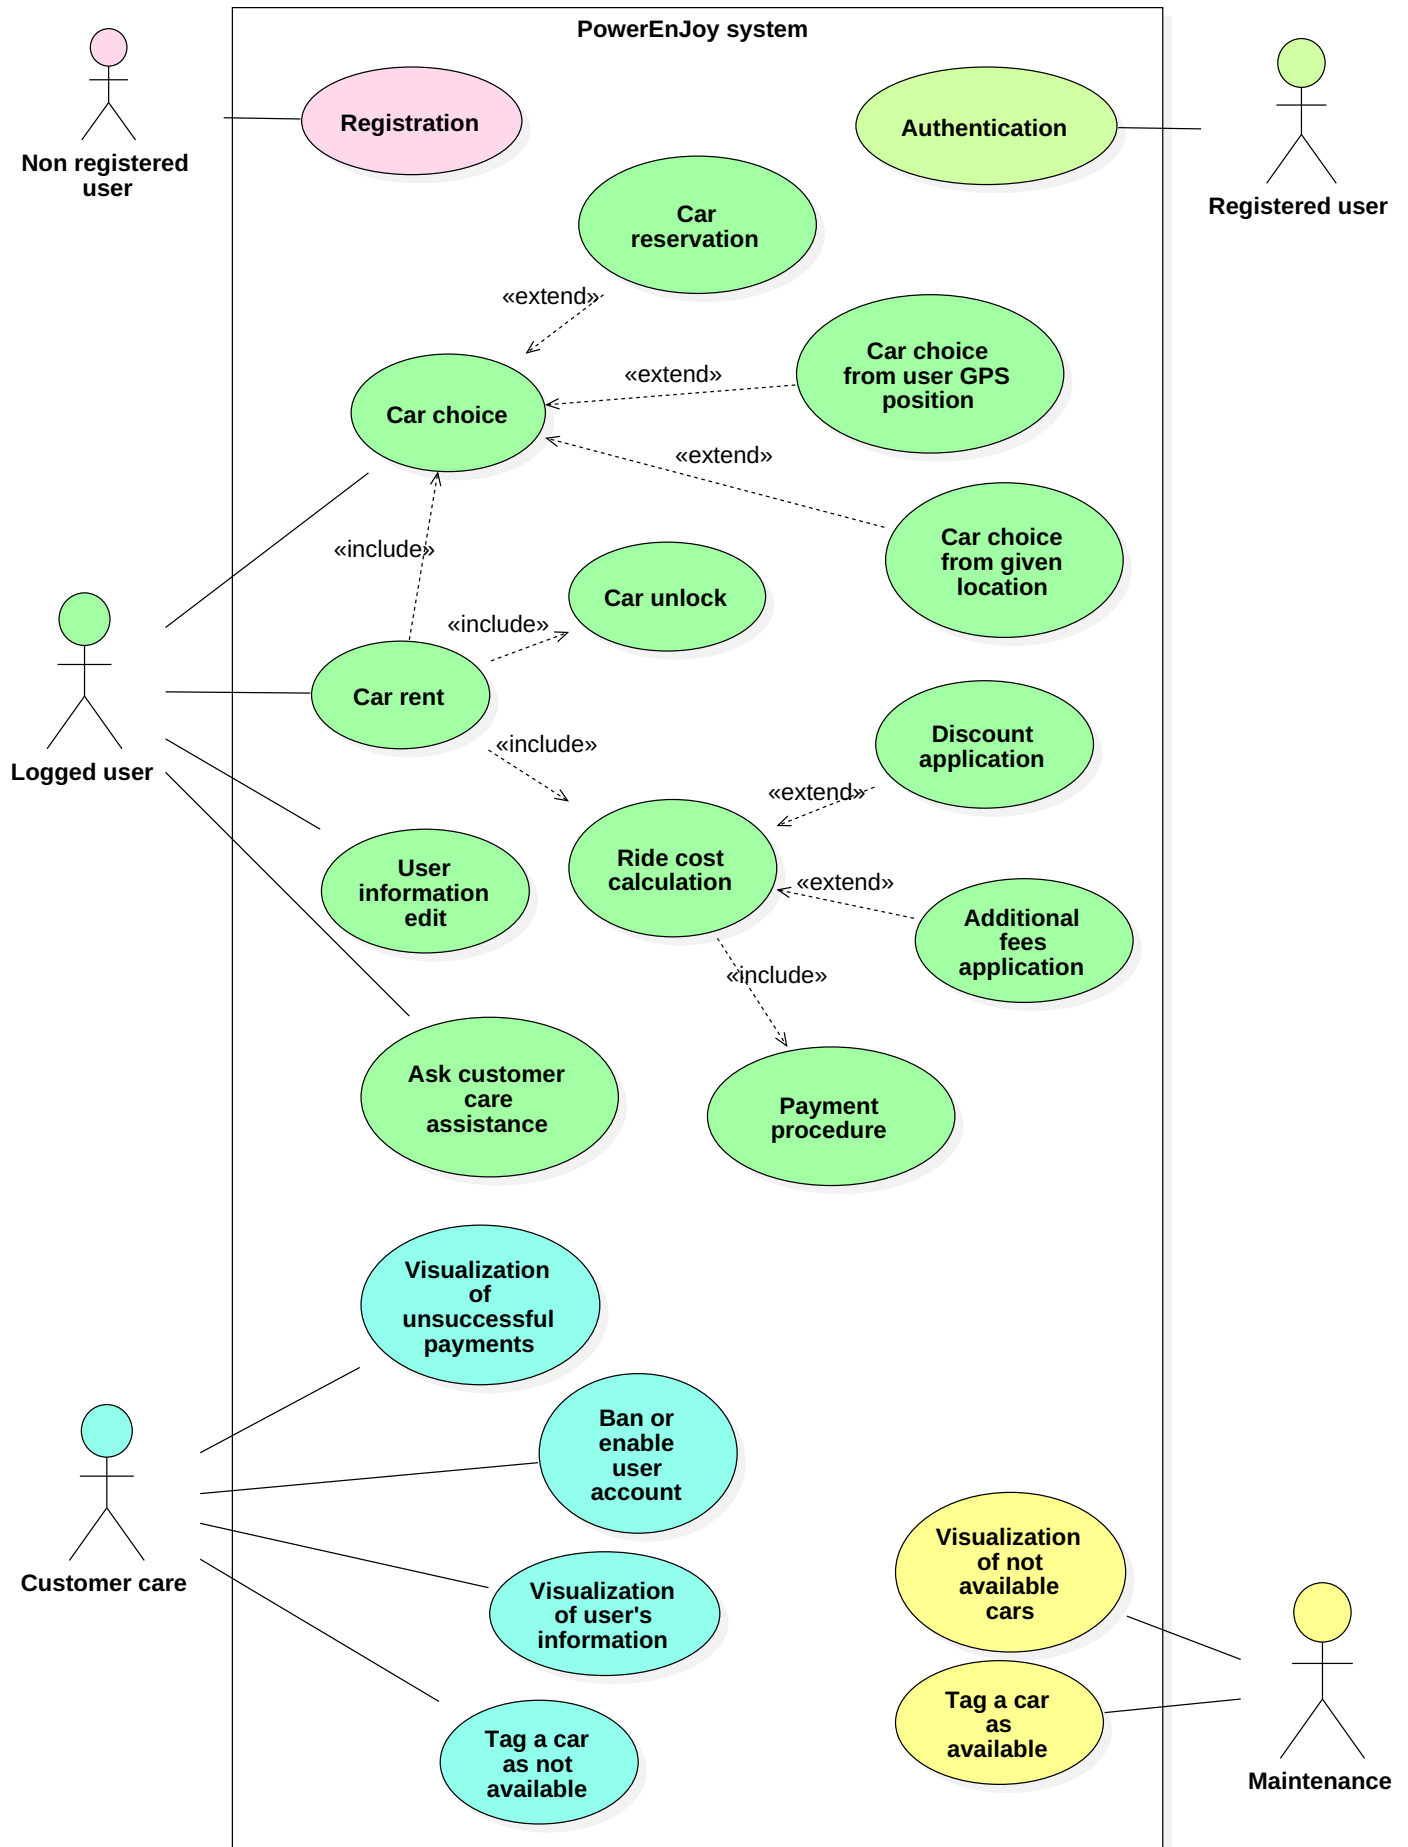 PowerEnJoy system
Non registered
user
Registration
Authentication
Registered user
Car
reservation
«extend»
Car choice
from user GPS
position
«extend»
Car choice
«extend»
Car choice
from given
location
«include»
Car unlock
«include»
Car rent
Logged user
«include»
Discount
application
«extend»
Ride cost
calculation
«extend»
User
information
edit
Additional
fees
application
«include»
Ask customer
care
assistance
Payment
procedure
Visualization
of
unsuccessful
payments
Ban or
enable
user
account
Customer care
Visualization
of user's
information
Visualization
of not
available
cars
Tag a car
as not
available
Tag a car
as
available
Maintenance